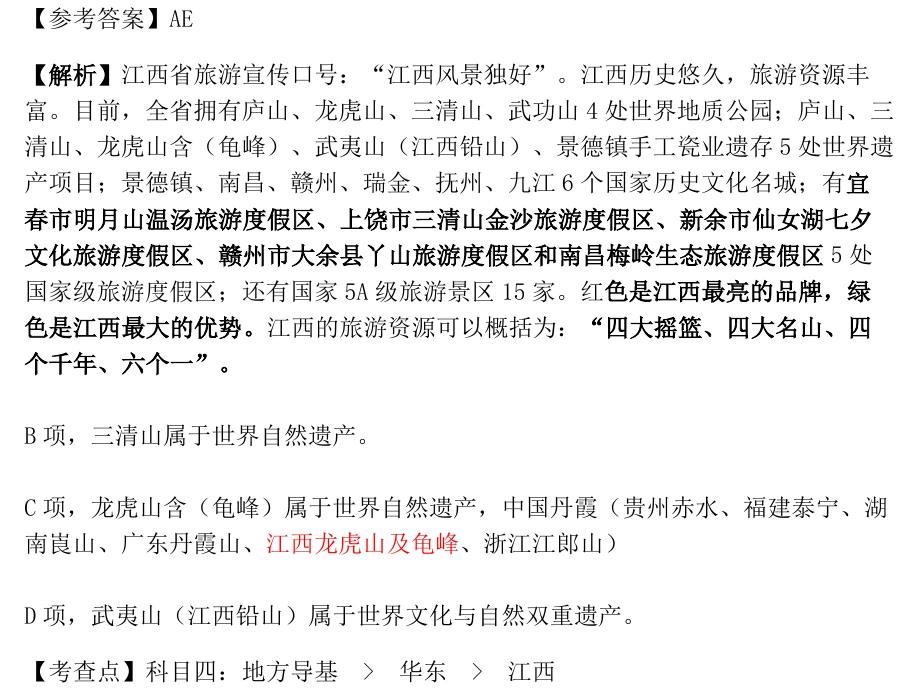 【参考答案】AE
【解析】江西省旅游宣传口号：“江西风景独好”。江西历史悠久，旅游资源丰
富。目前，全省拥有庐山、龙虎山、三清山、武功山 4 处世界地质公园；庐山、三
清山、龙虎山含（龟峰）、武夷山（江西铅山）、景德镇手工瓷业遗存 5 处世界遗
产项目；景德镇、南昌、赣州、瑞金、抚州、九江 6 个国家历史文化名城；有宜
春市明月山温汤旅游度假区、上饶市三清山金沙旅游度假区、新余市仙女湖七夕
文化旅游度假区、赣州市大余县丫山旅游度假区和南昌梅岭生态旅游度假区 5 处
国家级旅游度假区；还有国家 5A 级旅游景区 15 家。红色是江西最亮的品牌，绿
色是江西最大的优势。江西的旅游资源可以概括为：“四大摇篮、四大名山、四
个千年、六个一”。
B 项，三清山属于世界自然遗产。
C 项，龙虎山含（龟峰）属于世界自然遗产，中国丹霞（贵州赤水、福建泰宁、湖
南崀山、广东丹霞山、江西龙虎山及龟峰、浙江江郎山）
D 项，武夷山（江西铅山）属于世界文化与自然双重遗产。
【考查点】科目四：地方导基 > 华东 > 江西